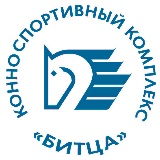 КОННОСПОРТИВНЫЙ КОМПЛЕКС
«БИТЦА»